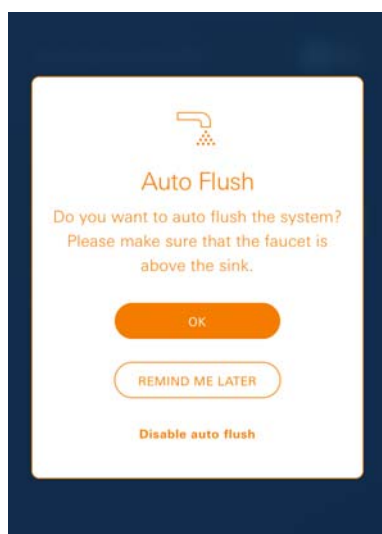 Auto Flush
Do you want to auto flush the system?
Please make sure that the faucet is
above the sink.
OK
REMIND ME LATER
Disable auto flush